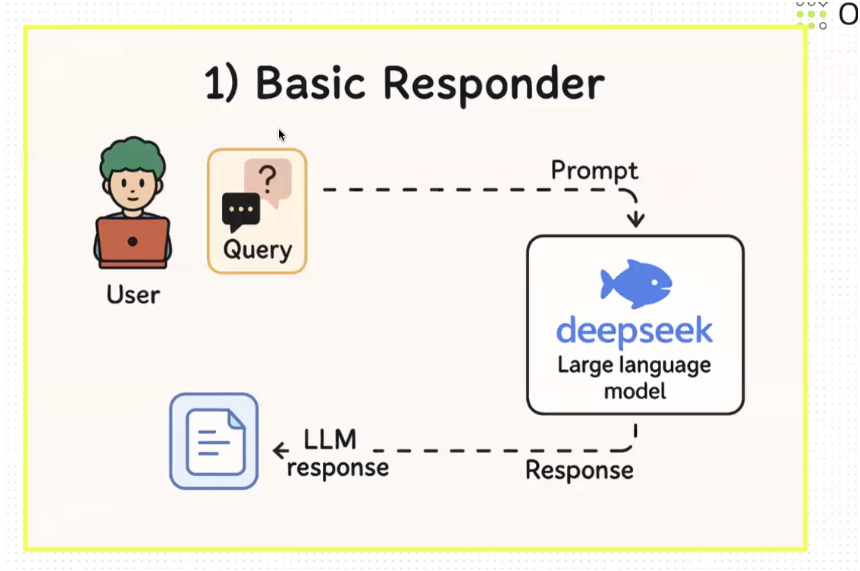 1) Basic Responder
Prompt
?
Query
User
deepseek
Large language
model
LLM
response
Response